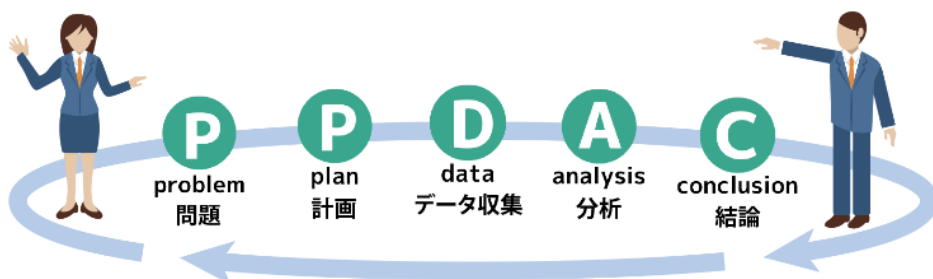 P P D A C
problem plan data analysis conclusion
問題 計画 データ収集 分析 結論